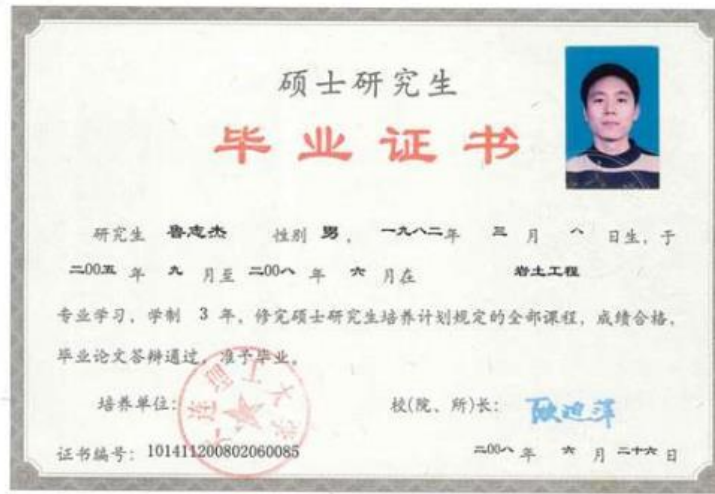 硕士研究生
毕业证书
研究生 鲁志杰 性别 男， 一九八二年 三 月 八 日生，于
二00五 年 九 月至 二00八 年 六 月在 岩土工程
专业学习，学制 3 年，修完硕士研究生培养计划规定的全部课程，成绩合格，
毕业论文答辩通过，准予毕业。
培养单位： 校(院、所)长：
大连理工大学
证书编号：101411200802060085 二00八 年 六 月 二十六 日